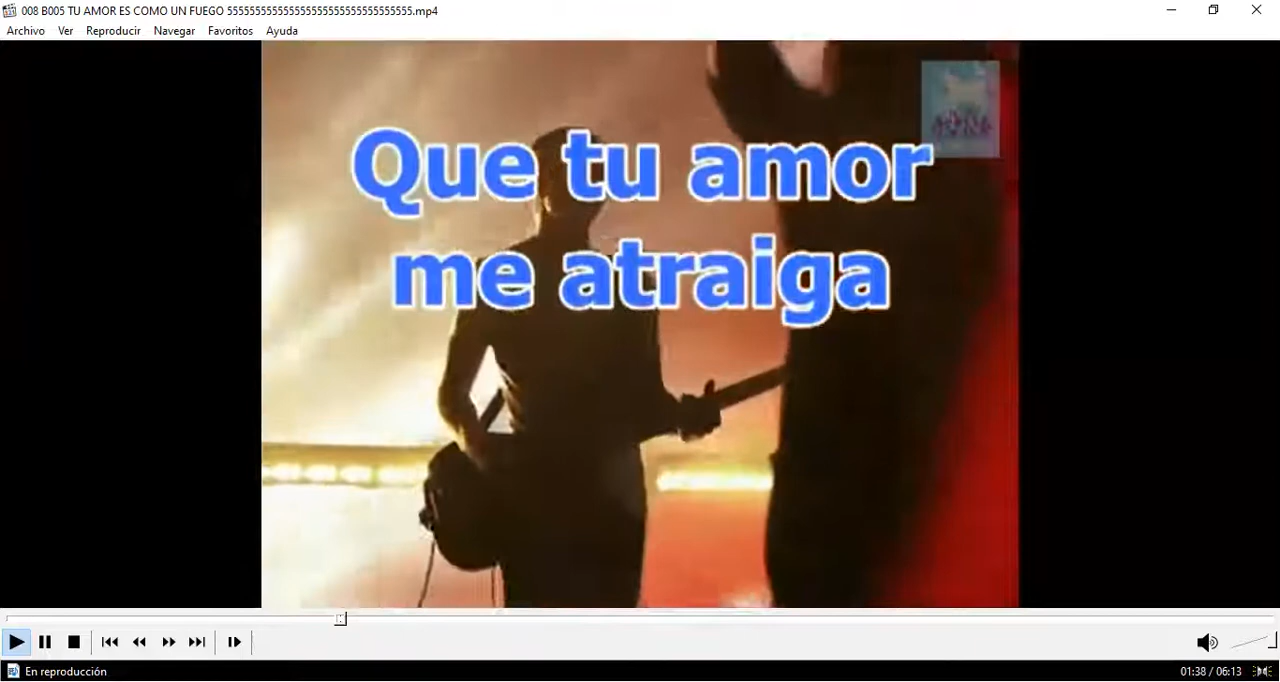 008 B005 TU AMOR ES COMO UN FUEGO 5555555555555555555555555555555555.mp4
Archivo Ver Reproducir Navegar Favoritos Ayuda
Que tu amor
me atraiga
En reproducción
01:38 / 06:13